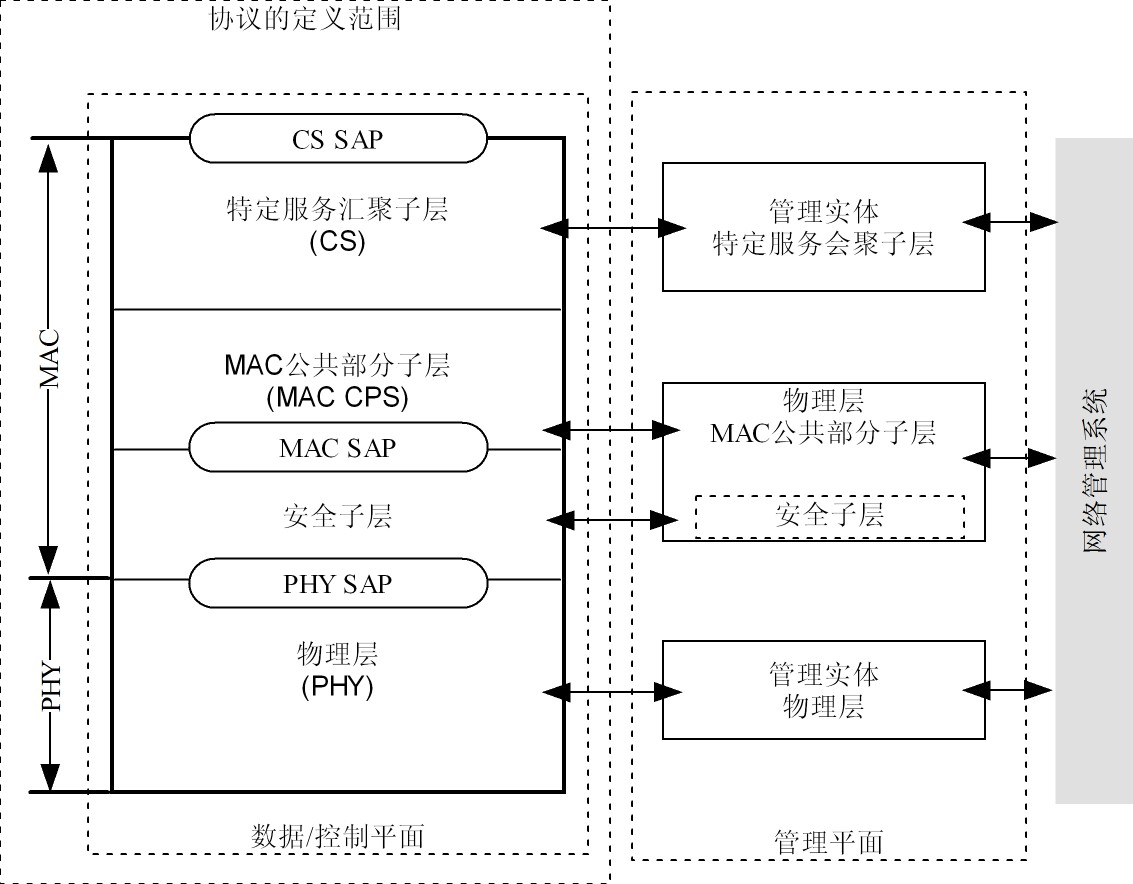 协议的定义范围
CS SAP
特定服务汇聚子层
(CS)
MAC公共部分子层
(MAC CPS)
MAC SAP
安全子层
PHY SAP
物理层
(PHY)
MAC
PHY
数据/控制平面
管理实体
特定服务会聚子层
物理层
MAC公共部分子层
安全子层
管理实体
物理层
管理平面
网络管理系统